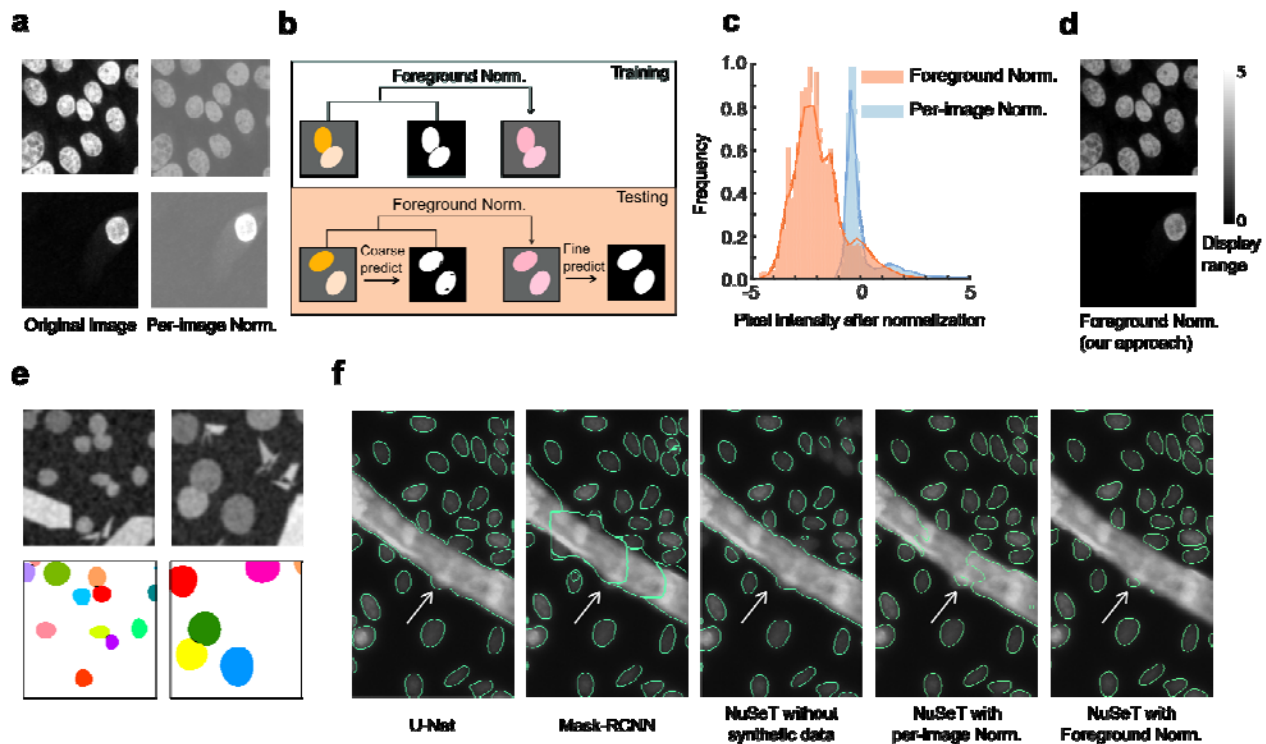 a
Original Image
Per-image Norm.
b
Foreground Norm.
Training
Testing
Foreground Norm.
Coarse
predict
Fine
predict
c
1.0
0.8
0.6
0.4
0.2
0.0
Frequency
-5
0
5
Pixel intensity after normalization
Foreground Norm.
Per-image Norm.
d
5
0
Display
range
Foreground Norm.
(our approach)
e
f
U-Net
Mask-RCNN
NuSeT without
synthetic data
NuSeT with
per-image Norm.
NuSeT with
Foreground Norm.